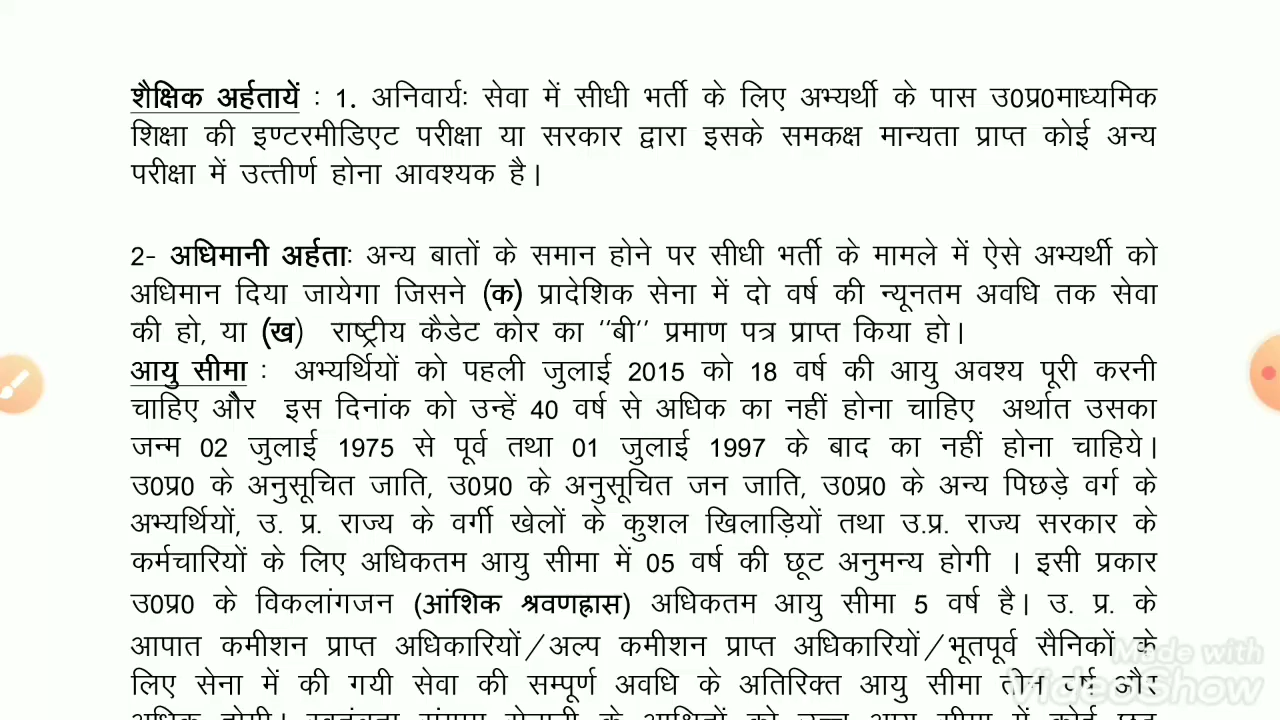 शैक्षिक अर्हतायें : 1. अनिवार्यः सेवा में सीधी भर्ती के लिए अभ्यर्थी के पास उ0प्र0माध्यमिक
शिक्षा की इण्टरमीडिएट परीक्षा या सरकार द्वारा इसके समकक्ष मान्यता प्राप्त कोई अन्य
परीक्षा में उत्तीर्ण होना आवश्यक है।
2- अधिमानी अर्हताः अन्य बातों के समान होने पर सीधी भर्ती के मामले में ऐसे अभ्यर्थी को
अधिमान दिया जायेगा जिसने (क) प्रादेशिक सेना में दो वर्ष की न्यूनतम अवधि तक सेवा
की हो, या (ख) राष्ट्रीय कैडेट कोर का ''बी'' प्रमाण पत्र प्राप्त किया हो।
आयु सीमा : अभ्यर्थियों को पहली जुलाई 2015 को 18 वर्ष की आयु अवश्य पूरी करनी
चाहिए और इस दिनांक को उन्हें 40 वर्ष से अधिक का नहीं होना चाहिए अर्थात उसका
जन्म 02 जुलाई 1975 से पूर्व तथा 01 जुलाई 1997 के बाद का नहीं होना चाहिये।
उ0प्र0 के अनुसूचित जाति, उ0प्र0 के अनुसूचित जन जाति, उ0प्र0 के अन्य पिछड़े वर्ग के
अभ्यर्थियों, उ. प्र. राज्य के वर्गी खेलों के कुशल खिलाड़ियों तथा उ.प्र. राज्य सरकार के
कर्मचारियों के लिए अधिकतम आयु सीमा में 05 वर्ष की छूट अनुमन्य होगी । इसी प्रकार
उ0प्र0 के विकलांगजन (आंशिक श्रवणह्रास) अधिकतम आयु सीमा 5 वर्ष है। उ. प्र. के
आपात कमीशन प्राप्त अधिकारियों/अल्प कमीशन प्राप्त अधिकारियों/भूतपूर्व सैनिकों के
लिए सेना में की गयी सेवा की सम्पूर्ण अवधि के अतिरिक्त आयु सीमा तीन वर्ष और
Made with
VideoShow